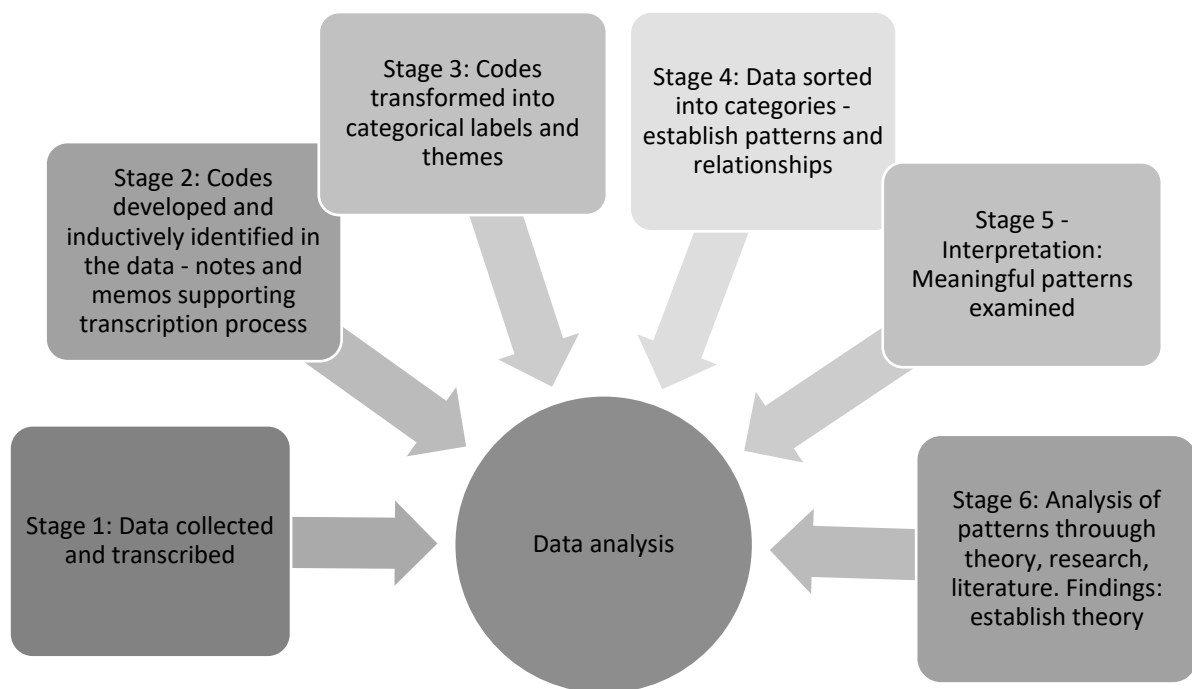 Stage 1: Data collected
and transcribed
Stage 2: Codes
developed and
inductively identified in
the data - notes and
memos supporting
transcription process
Stage 3: Codes
transformed into
categorical labels and
themes
Stage 4: Data sorted
into categories -
establish patterns and
relationships
Stage 5 -
Interpretation:
Meaningful patterns
examined
Stage 6: Analysis of
patterns throuugh
theory, research,
literature. Findings:
establish theory
Data analysis